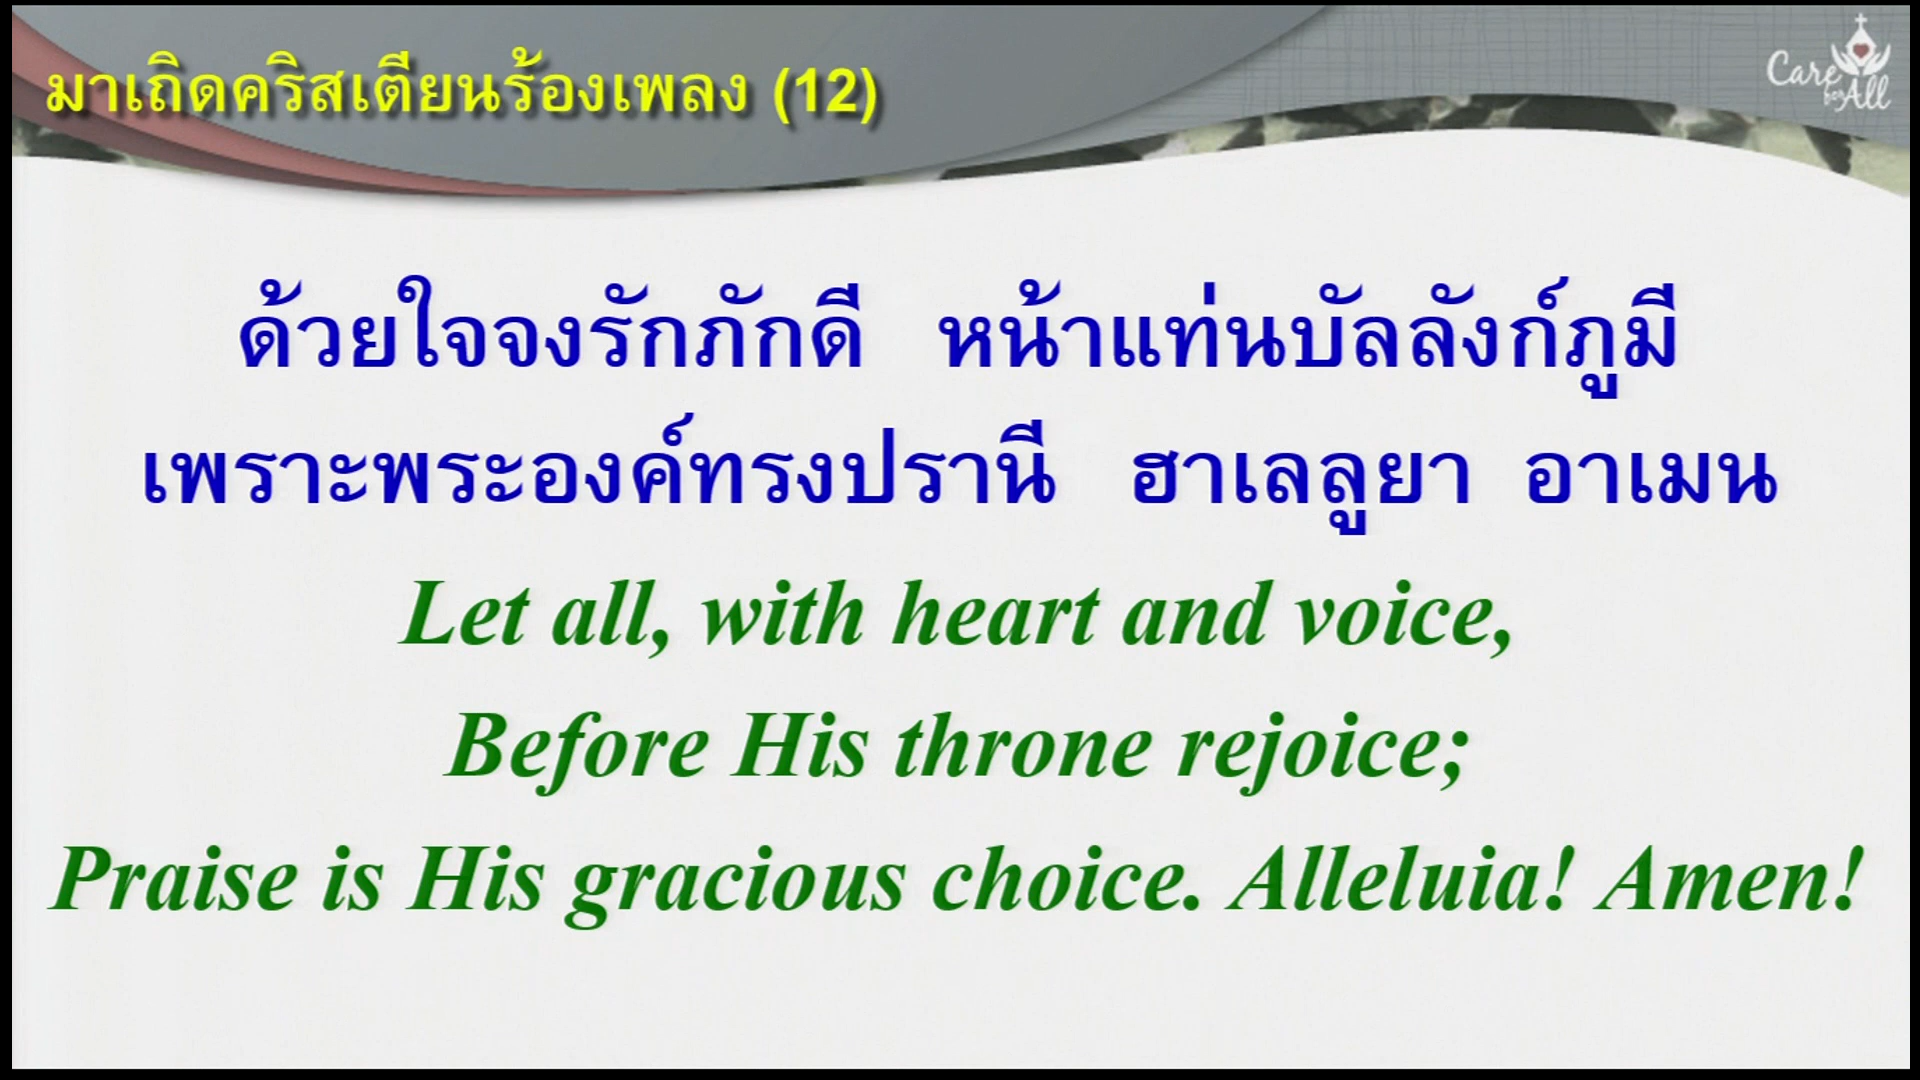 มาเถิดคริสเตียนร้องเพลง (12)
Care for All
ด้วยใจจงรักภักดี หน้าแท่นบัลลังก์ภูมี
เพราะพระองค์ทรงปรานี ฮาเลลูยา อาเมน
Let all, with heart and voice,
Before His throne rejoice;
Praise is His gracious choice. Alleluia! Amen!